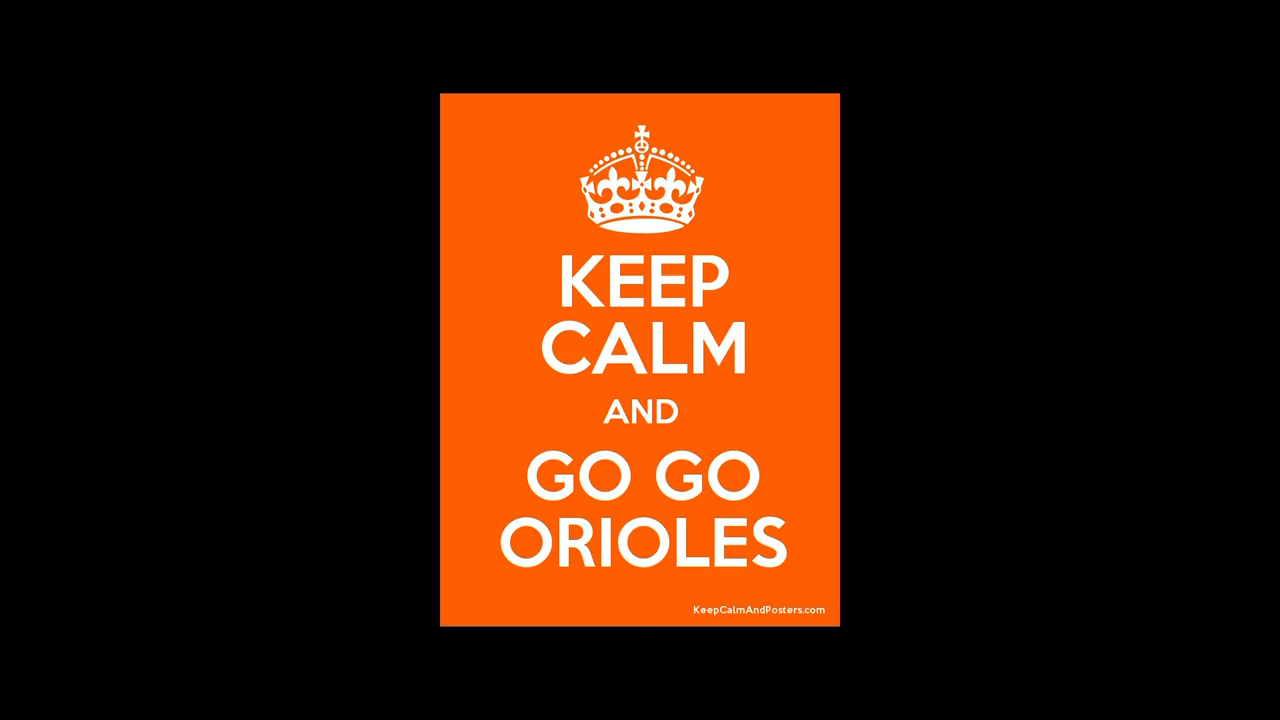 KEEP
CALM
AND
GO GO
ORIOLES
KeepCalmAndPosters.com